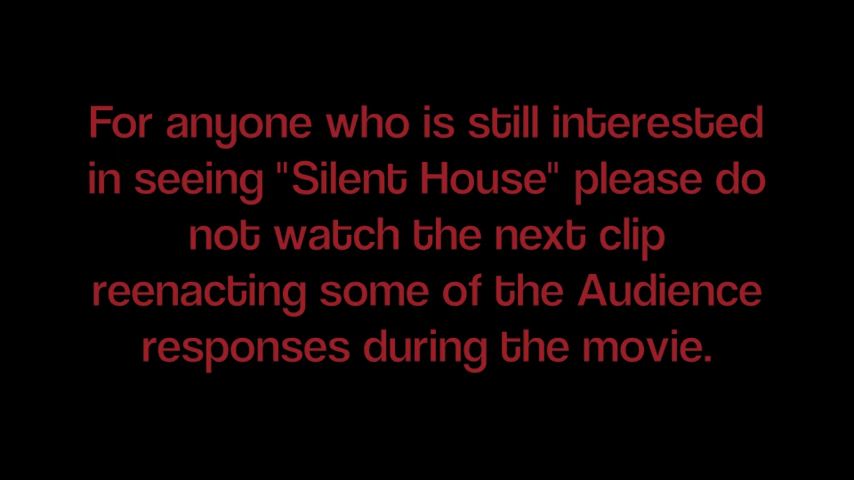 For anyone who is still interested
in seeing "Silent House" please do
not watch the next clip
reenacting some of the Audience
responses during the movie.